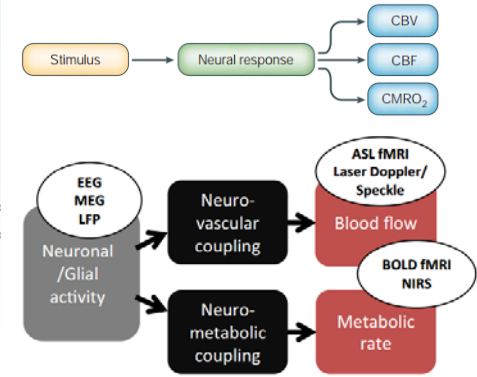 CBV
Stimulus
Neural response
CBF
CMRO₂
EEG
MEG
LFP
Neuronal
/Glial
activity
Neuro-
vascular
coupling
ASL fMRI
Laser Doppler/
Speckle
Blood flow
Neuro-
metabolic
coupling
BOLD fMRI
NIRS
Metabolic
rate